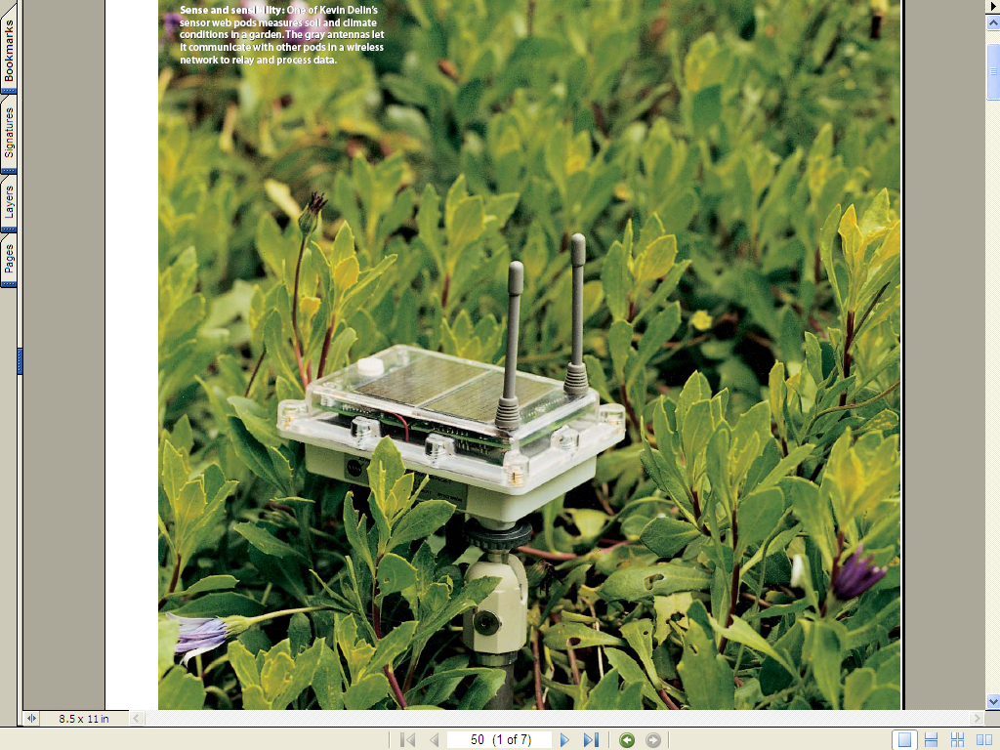 Sense and sensibility: One of Kevin Delin's
sensor web pods measures soil and climate
conditions in a garden. The gray antennas let
it communicate with other pods in a wireless
network to relay and process data.
Bookmarks
Signatures
Layers
Pages
8.5 x 11 in
50 (1 of 7)